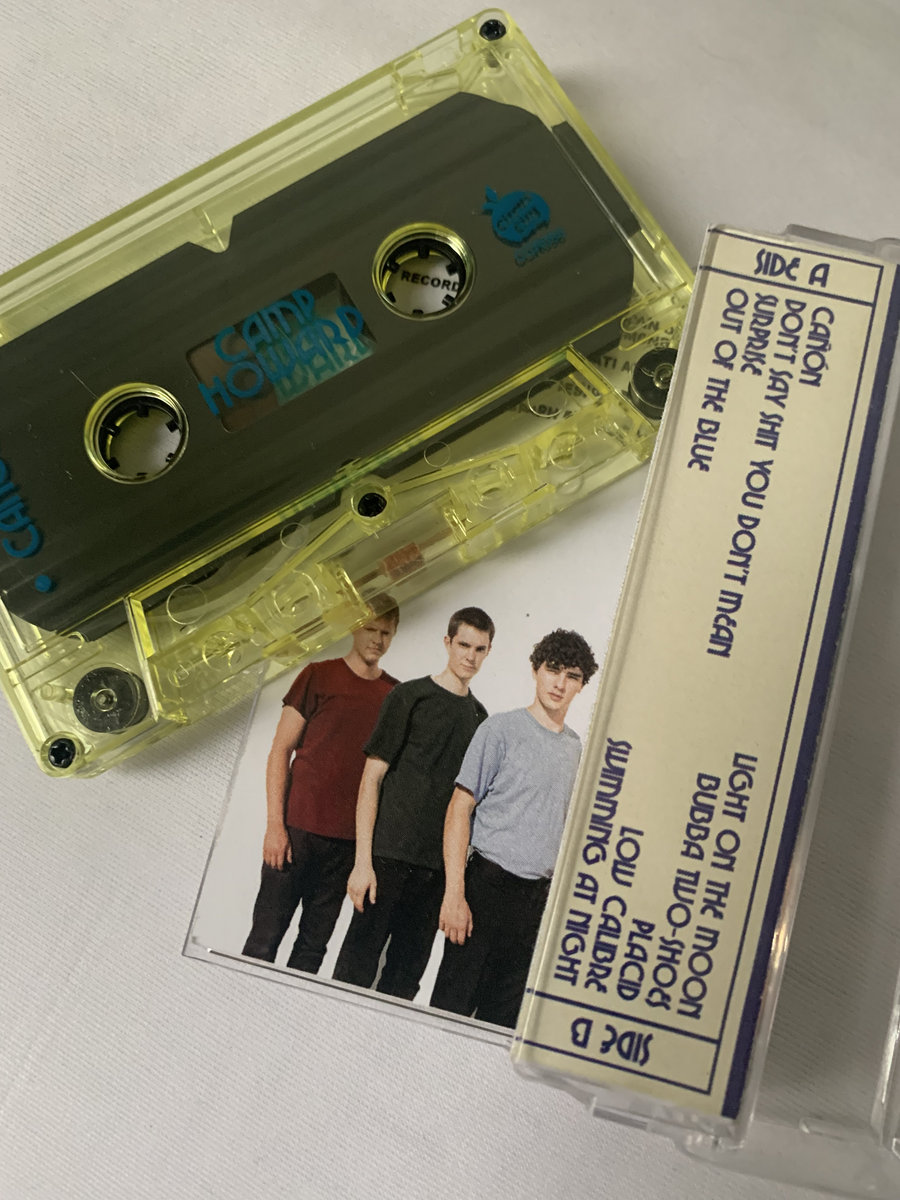 CAMP
HOWARD
RECORD
CAM
SIDE A
CAÑÓN
DON'T SAY SHIT YOU DON'T MEAN
SURPRISE
OUT OF THE BLUE
LIGHT ON THE MOON
BUBBA TWO-SHOES
PLACID
LOW CALIBRE
SWIMMING AT NIGHT
SIDE B